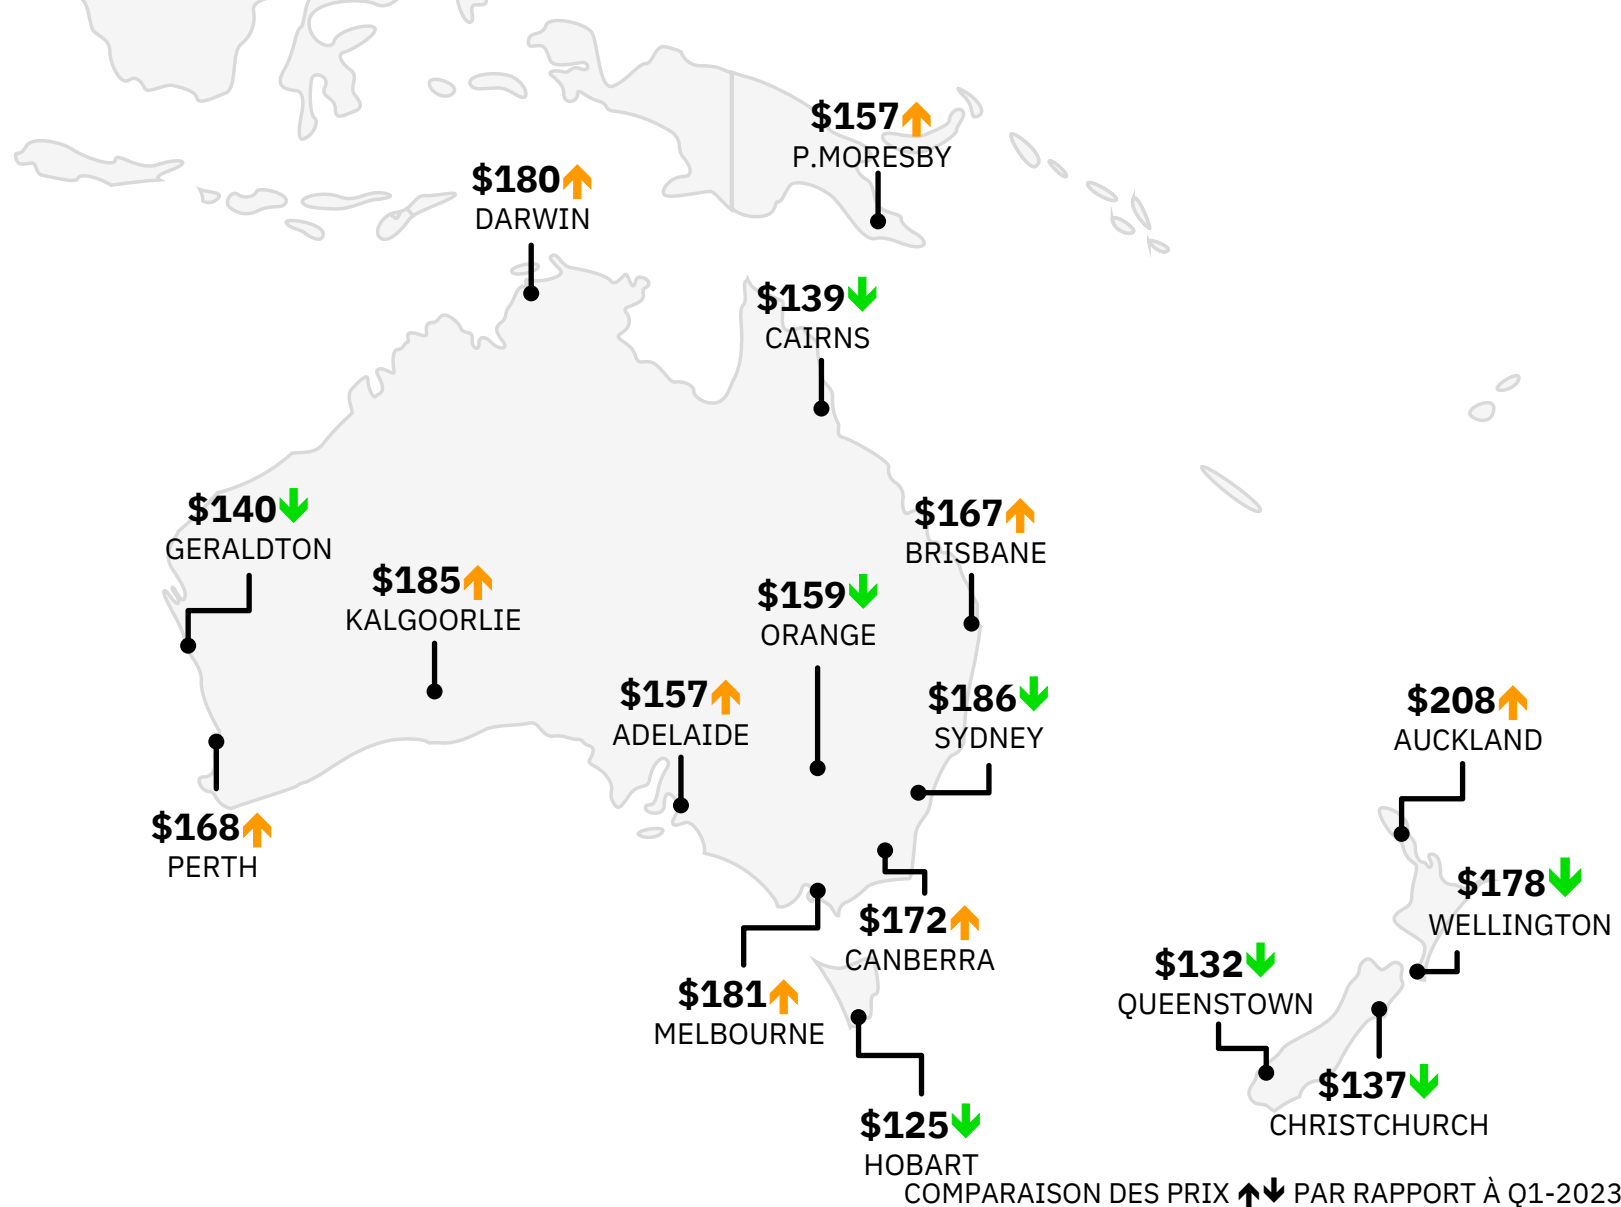 $157
P.MORESBY
$180
DARWIN
$139
CAIRNS
$140
GERALDTON
$167
BRISBANE
$185
KALGOORLIE
$159
ORANGE
$157
ADELAIDE
$186
SYDNEY
$208
AUCKLAND
$168
PERTH
$178
WELLINGTON
$172
CANBERRA
$132
QUEENSTOWN
$181
MELBOURNE
$137
CHRISTCHURCH
$125
HOBART
COMPARAISON DES PRIX ↑↓ PAR RAPPORT À Q1-2023